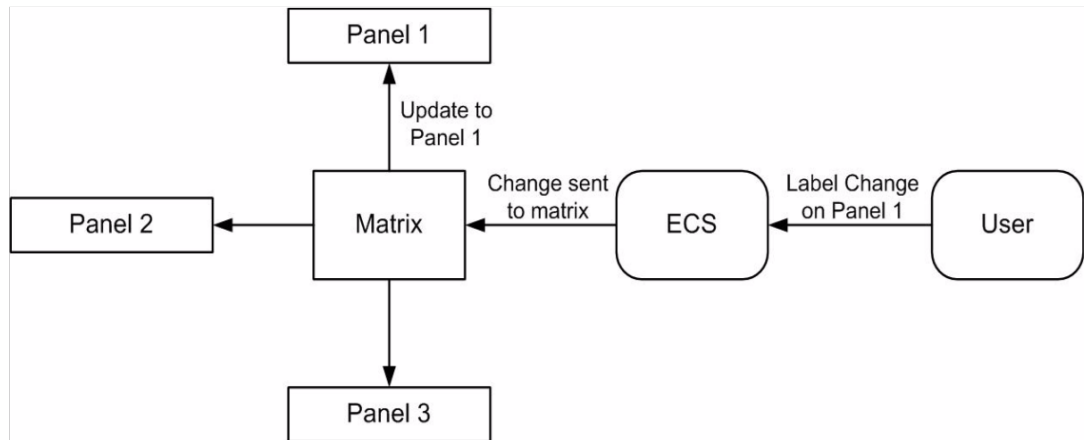 Panel 1
Update to
Panel 1
Panel 2
Matrix
Change sent
to matrix
ECS
Label Change
on Panel 1
User
Panel 3